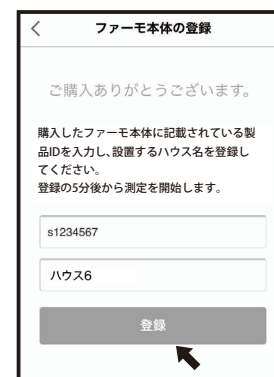 ファーモ本体の登録
ご購入ありがとうございます。
購入したファーモ本体に記載されている製
品IDを入力し、設置するハウス名を登録し
てください。
登録の5分後から測定を開始します。
s1234567
ハウス6
登録